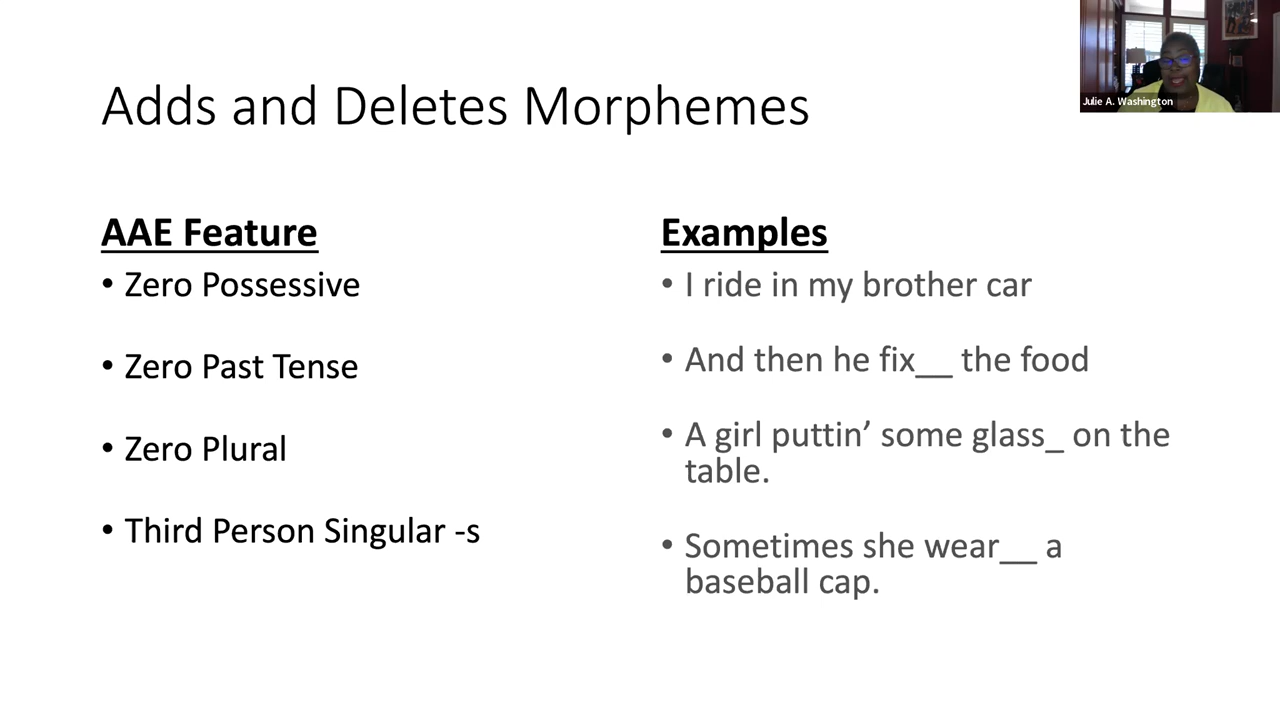 Adds and Deletes Morphemes
Julie A. Washington
AAE Feature
• Zero Possessive
• Zero Past Tense
• Zero Plural
• Third Person Singular -s
Examples
• I ride in my brother car
• And then he fix__ the food
• A girl puttin’ some glass_ on the
table.
• Sometimes she wear__ a
baseball cap.